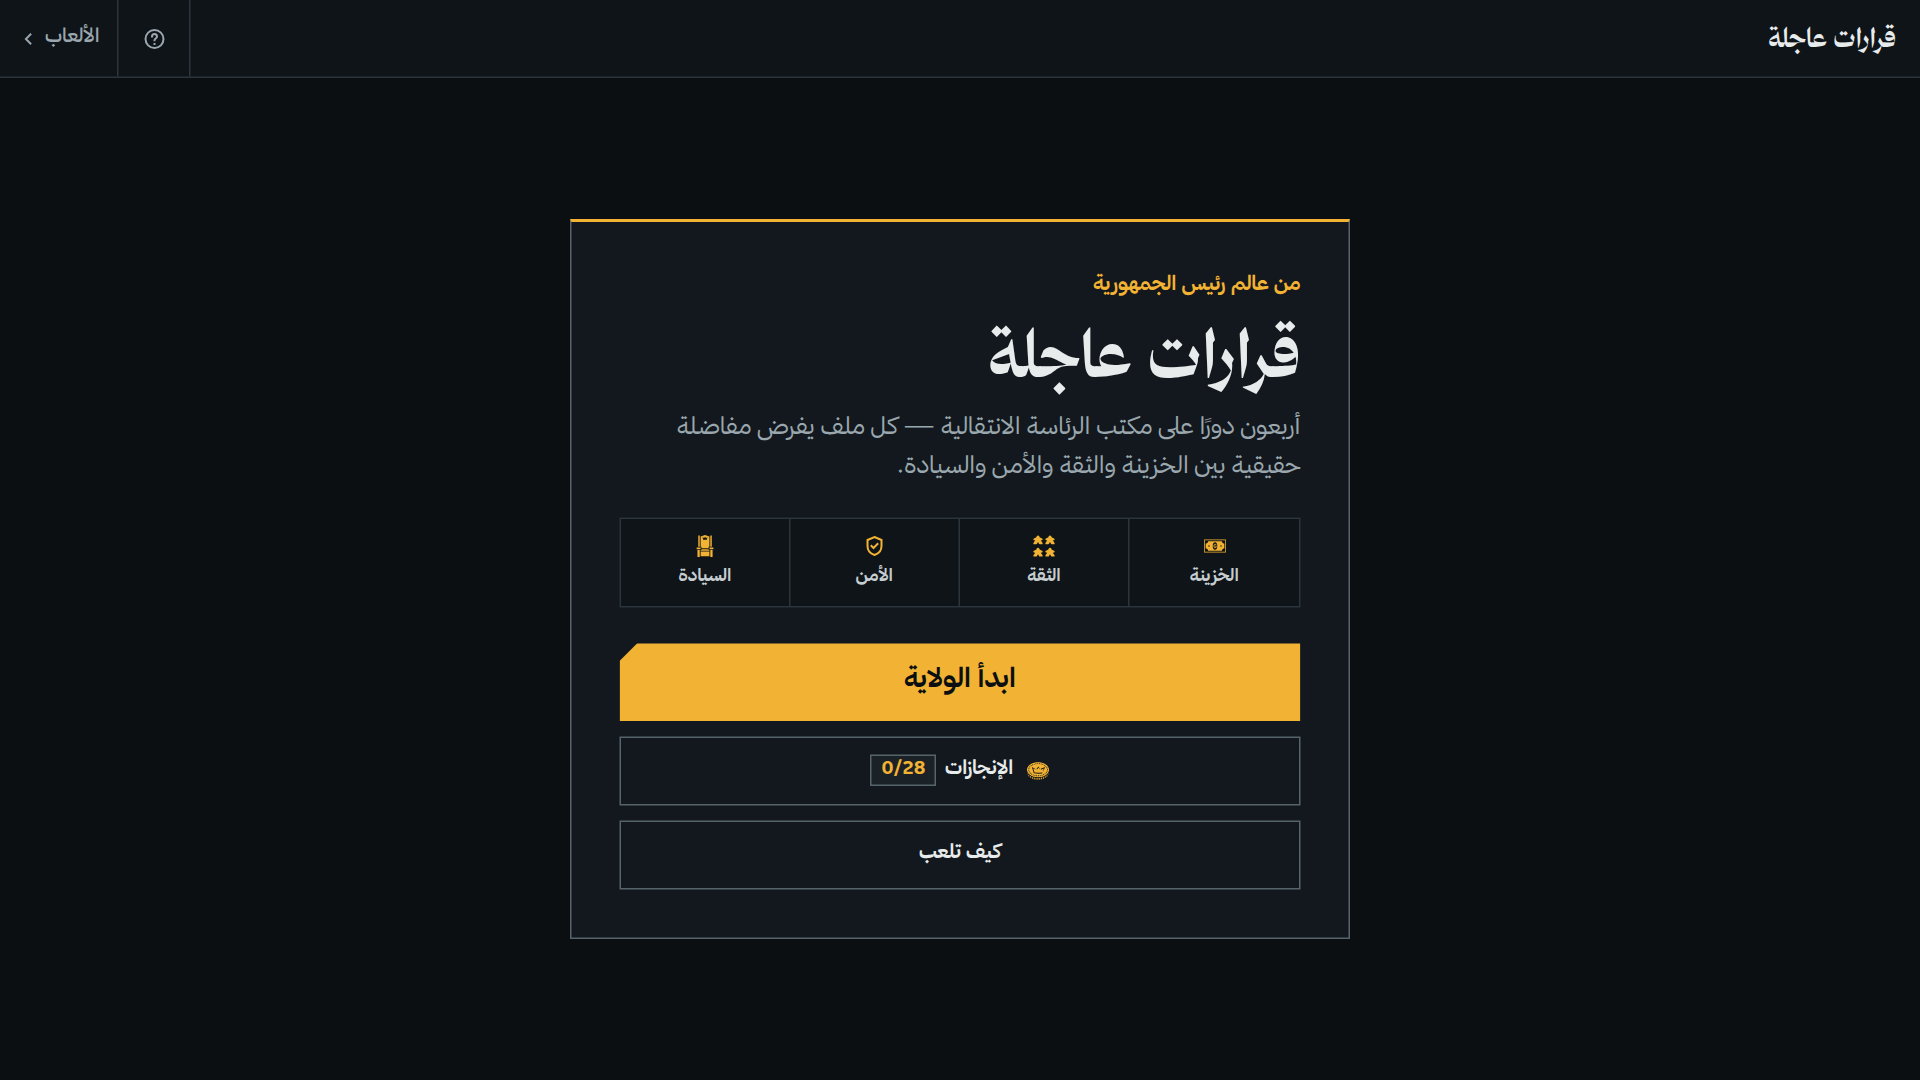 قرارات عاجلة
الألعاب
من عالم رئيس الجمهورية
قرارات عاجلة
أربعون دورًا على مكتب الرئاسة الانتقالية — كل ملف يفرض مفاضلة
حقيقية بين الخزينة والثقة والأمن والسيادة.
الخزينة
الثقة
الأمن
السيادة
ابدأ الولاية
الإنجازات 0/28
كيف تلعب